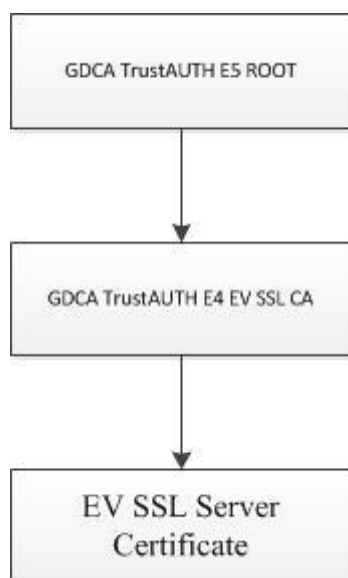 GDCA TrustAUTH E5 ROOT
GDCA TrustAUTH E4 EV SSL CA
EV SSL Server
Certificate